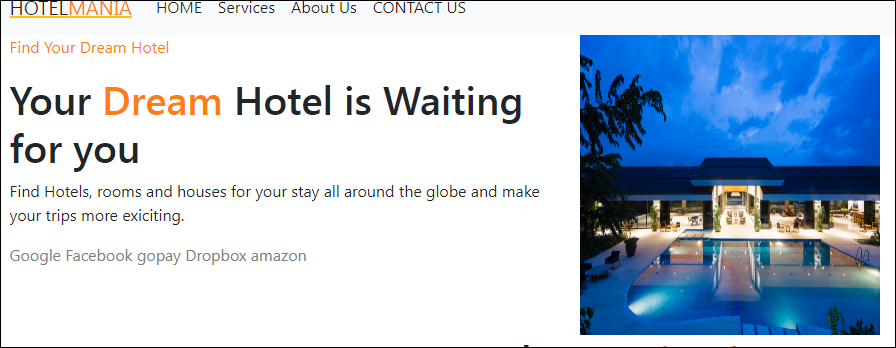 HOTELMANIA HOME Services About Us CONTACT US
Find Your Dream Hotel
Your Dream Hotel is Waiting
for you
Find Hotels, rooms and houses for your stay all around the globe and make
your trips more exiciting.
Google Facebook gopay Dropbox amazon